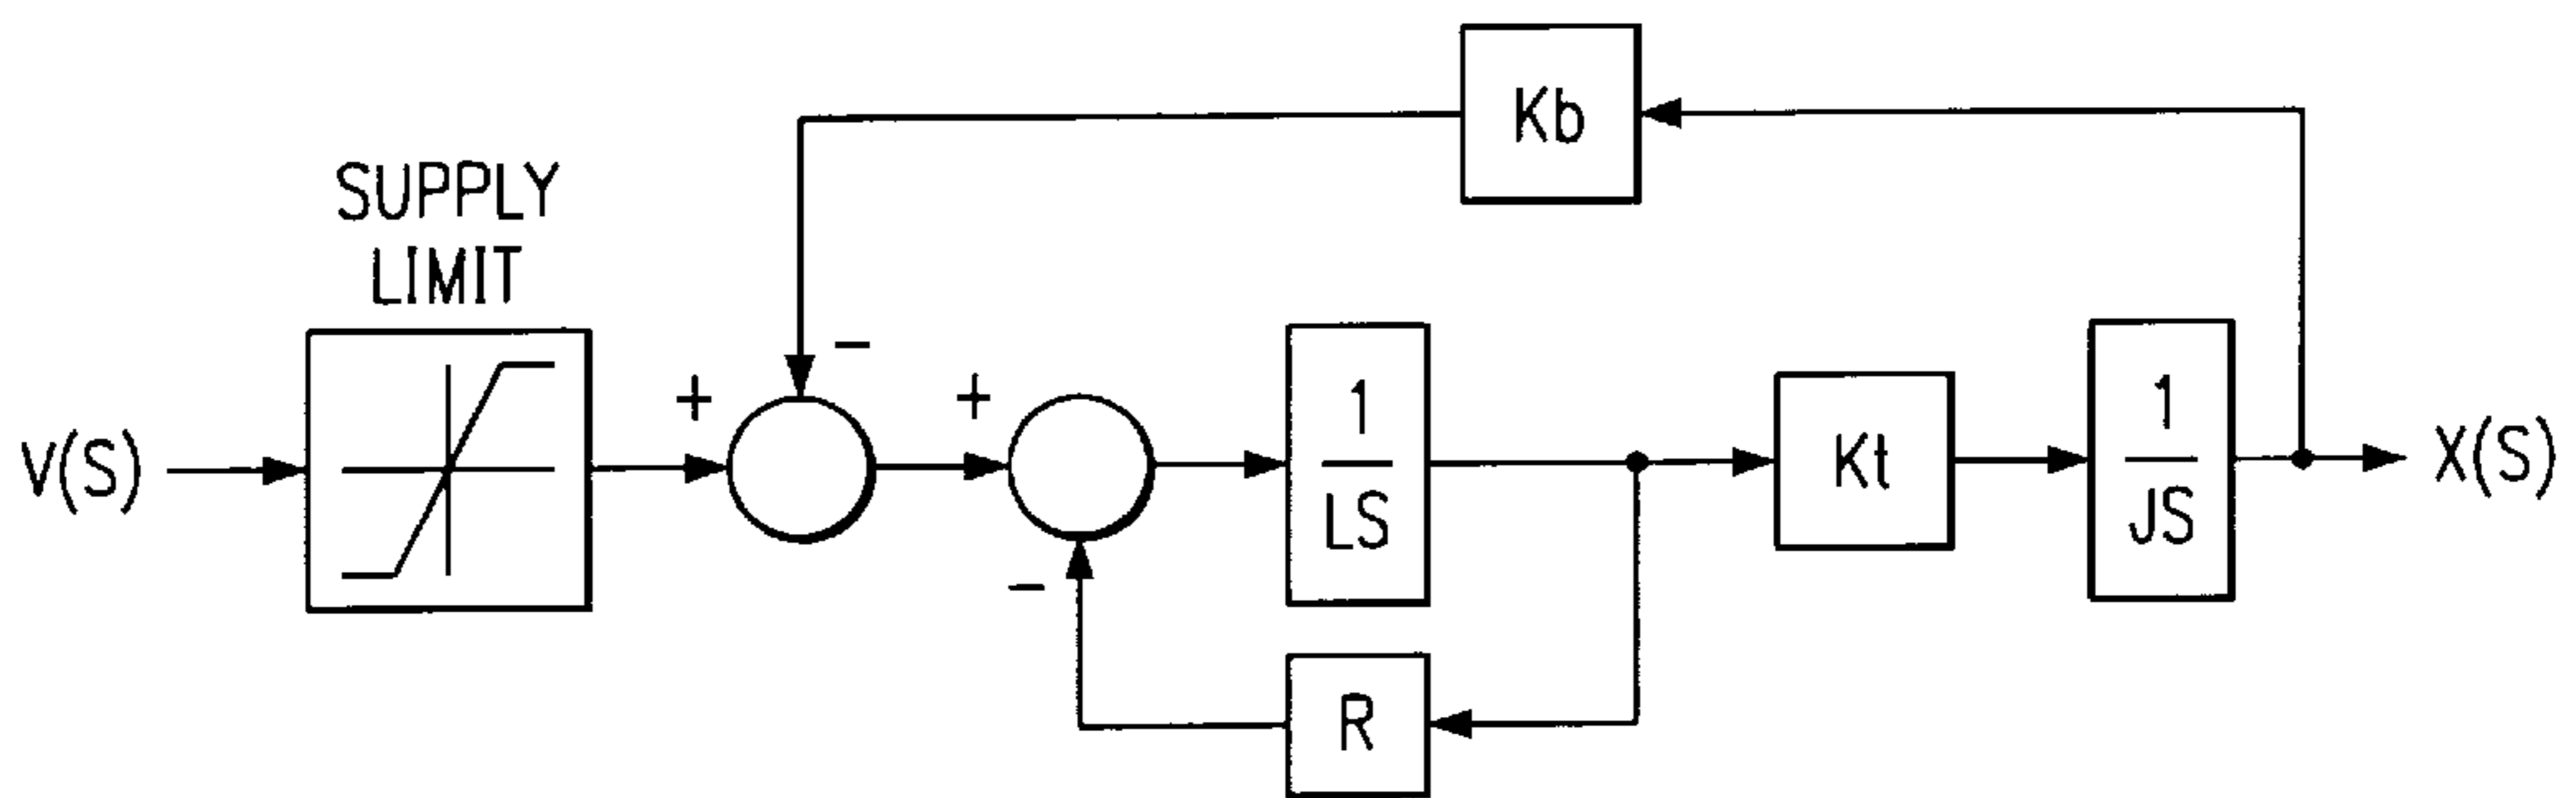 Kb
SUPPLY
LIMIT
V(S)
+
−
+
−
1
LS
Kt
1
JS
X(S)
R